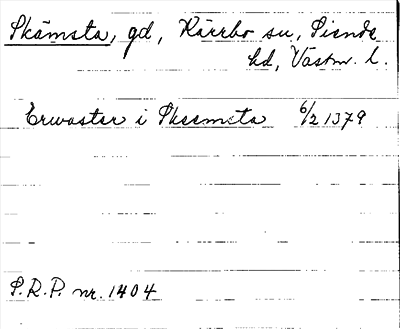 Skämsta, gd, Kärrbo sn, Siende
hd, Västm. l.
Erwaster i Skeemsta 6/2 1379
S.R.P. nr. 1404